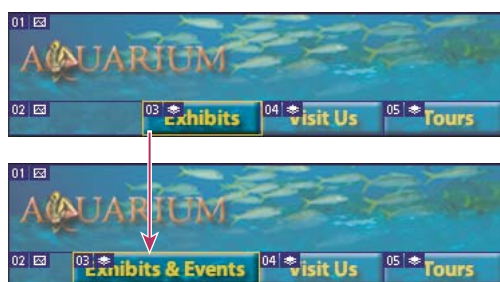 01
AQUARIUM
02 03 Exhibits 04 Visit Us 05 Tours
01
AQUARIUM
02 03 Exhibits & Events 04 Visit Us 05 Tours